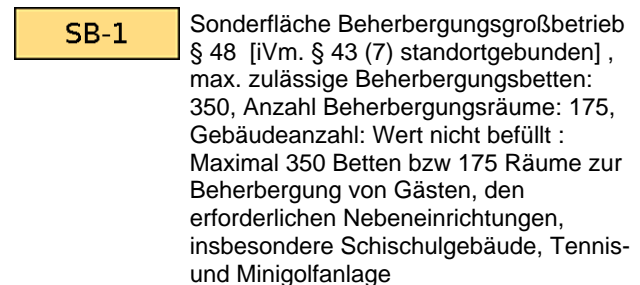 SB-1
Sonderfläche Beherbergungsgroßbetrieb
§ 48  [iVm. § 43 (7) standortgebunden] ,
max. zulässige Beherbergungsbetten:
350, Anzahl Beherbergungsräume: 175,
Gebäudeanzahl: Wert nicht befüllt :
Maximal 350 Betten bzw 175 Räume zur
Beherbergung von Gästen, den
erforderlichen Nebeneinrichtungen,
insbesondere Schischulgebäude, Tennis-
und Minigolfanlage